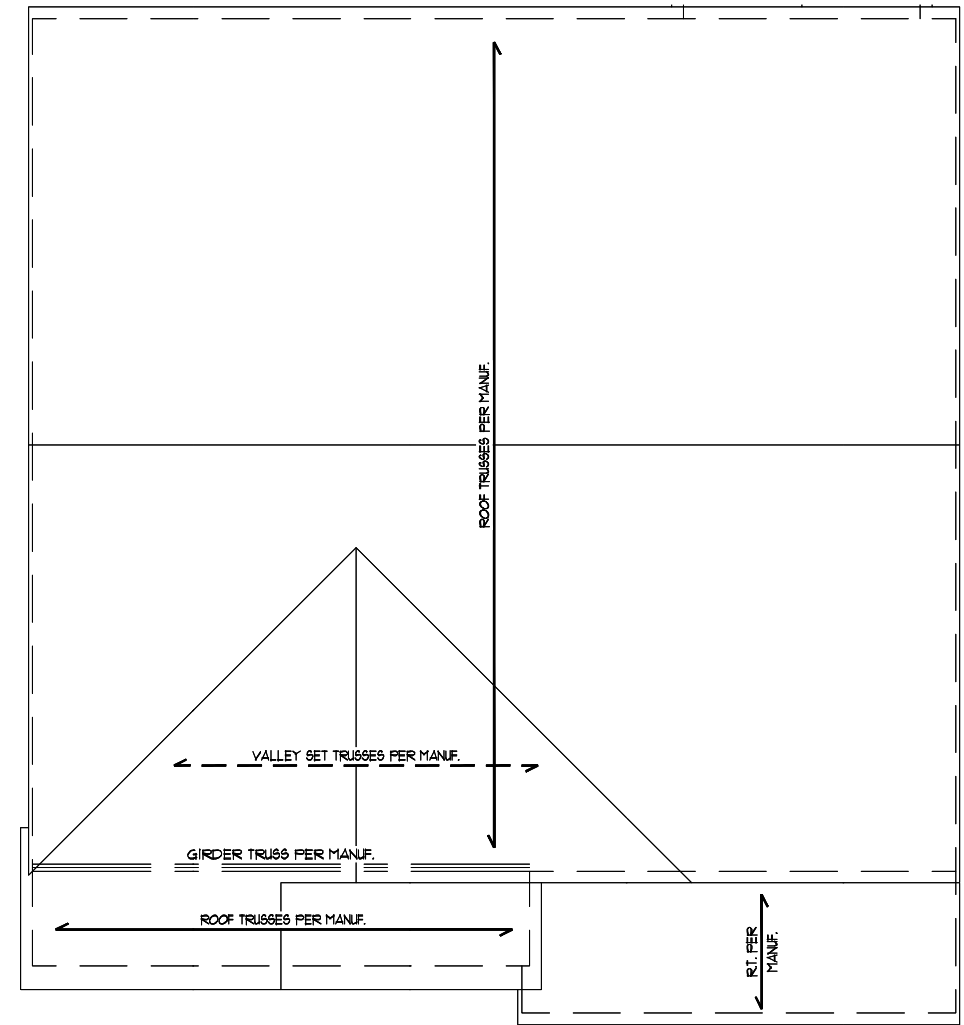 ROOF TRUSSES PER MANUF.
VALLEY SET TRUSSES PER MANUF.
GIRDER TRUSS PER MANUF.
ROOF TRUSSES PER MANUF.
R.T. PER
MANUF.